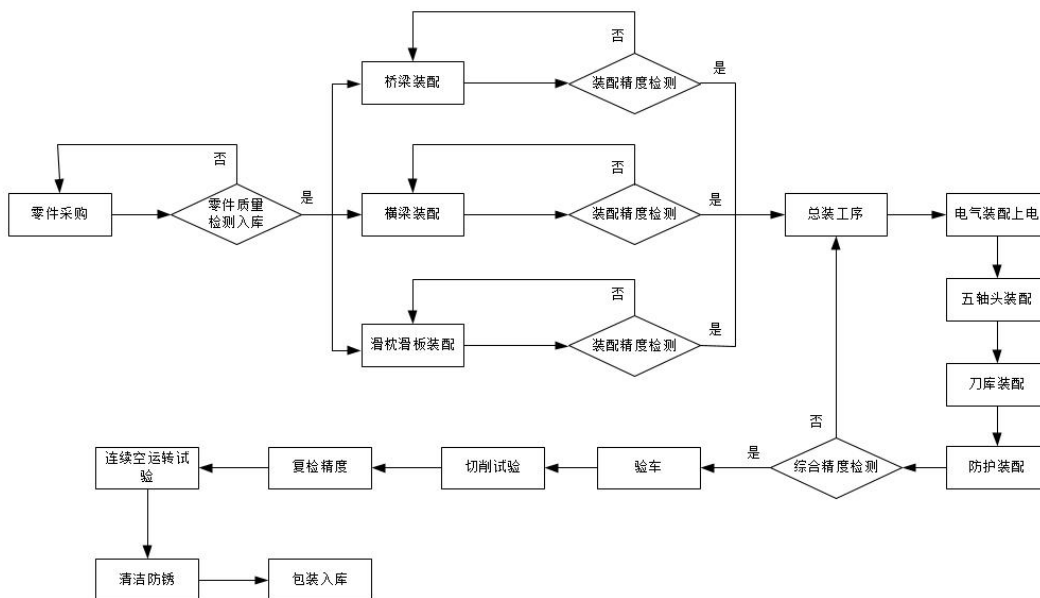 否
桥梁装配
装配精度检测
是
否
零件采购
零件质量
检测入库
是
否
横梁装配
装配精度检测
是
总装工序
电气装配上电
五轴头装配
否
滑枕滑板装配
装配精度检测
是
刀库装配
否
连续空运转试
验
复检精度
切削试验
验车
是
综合精度检测
防护装配
清洁防锈
包装入库